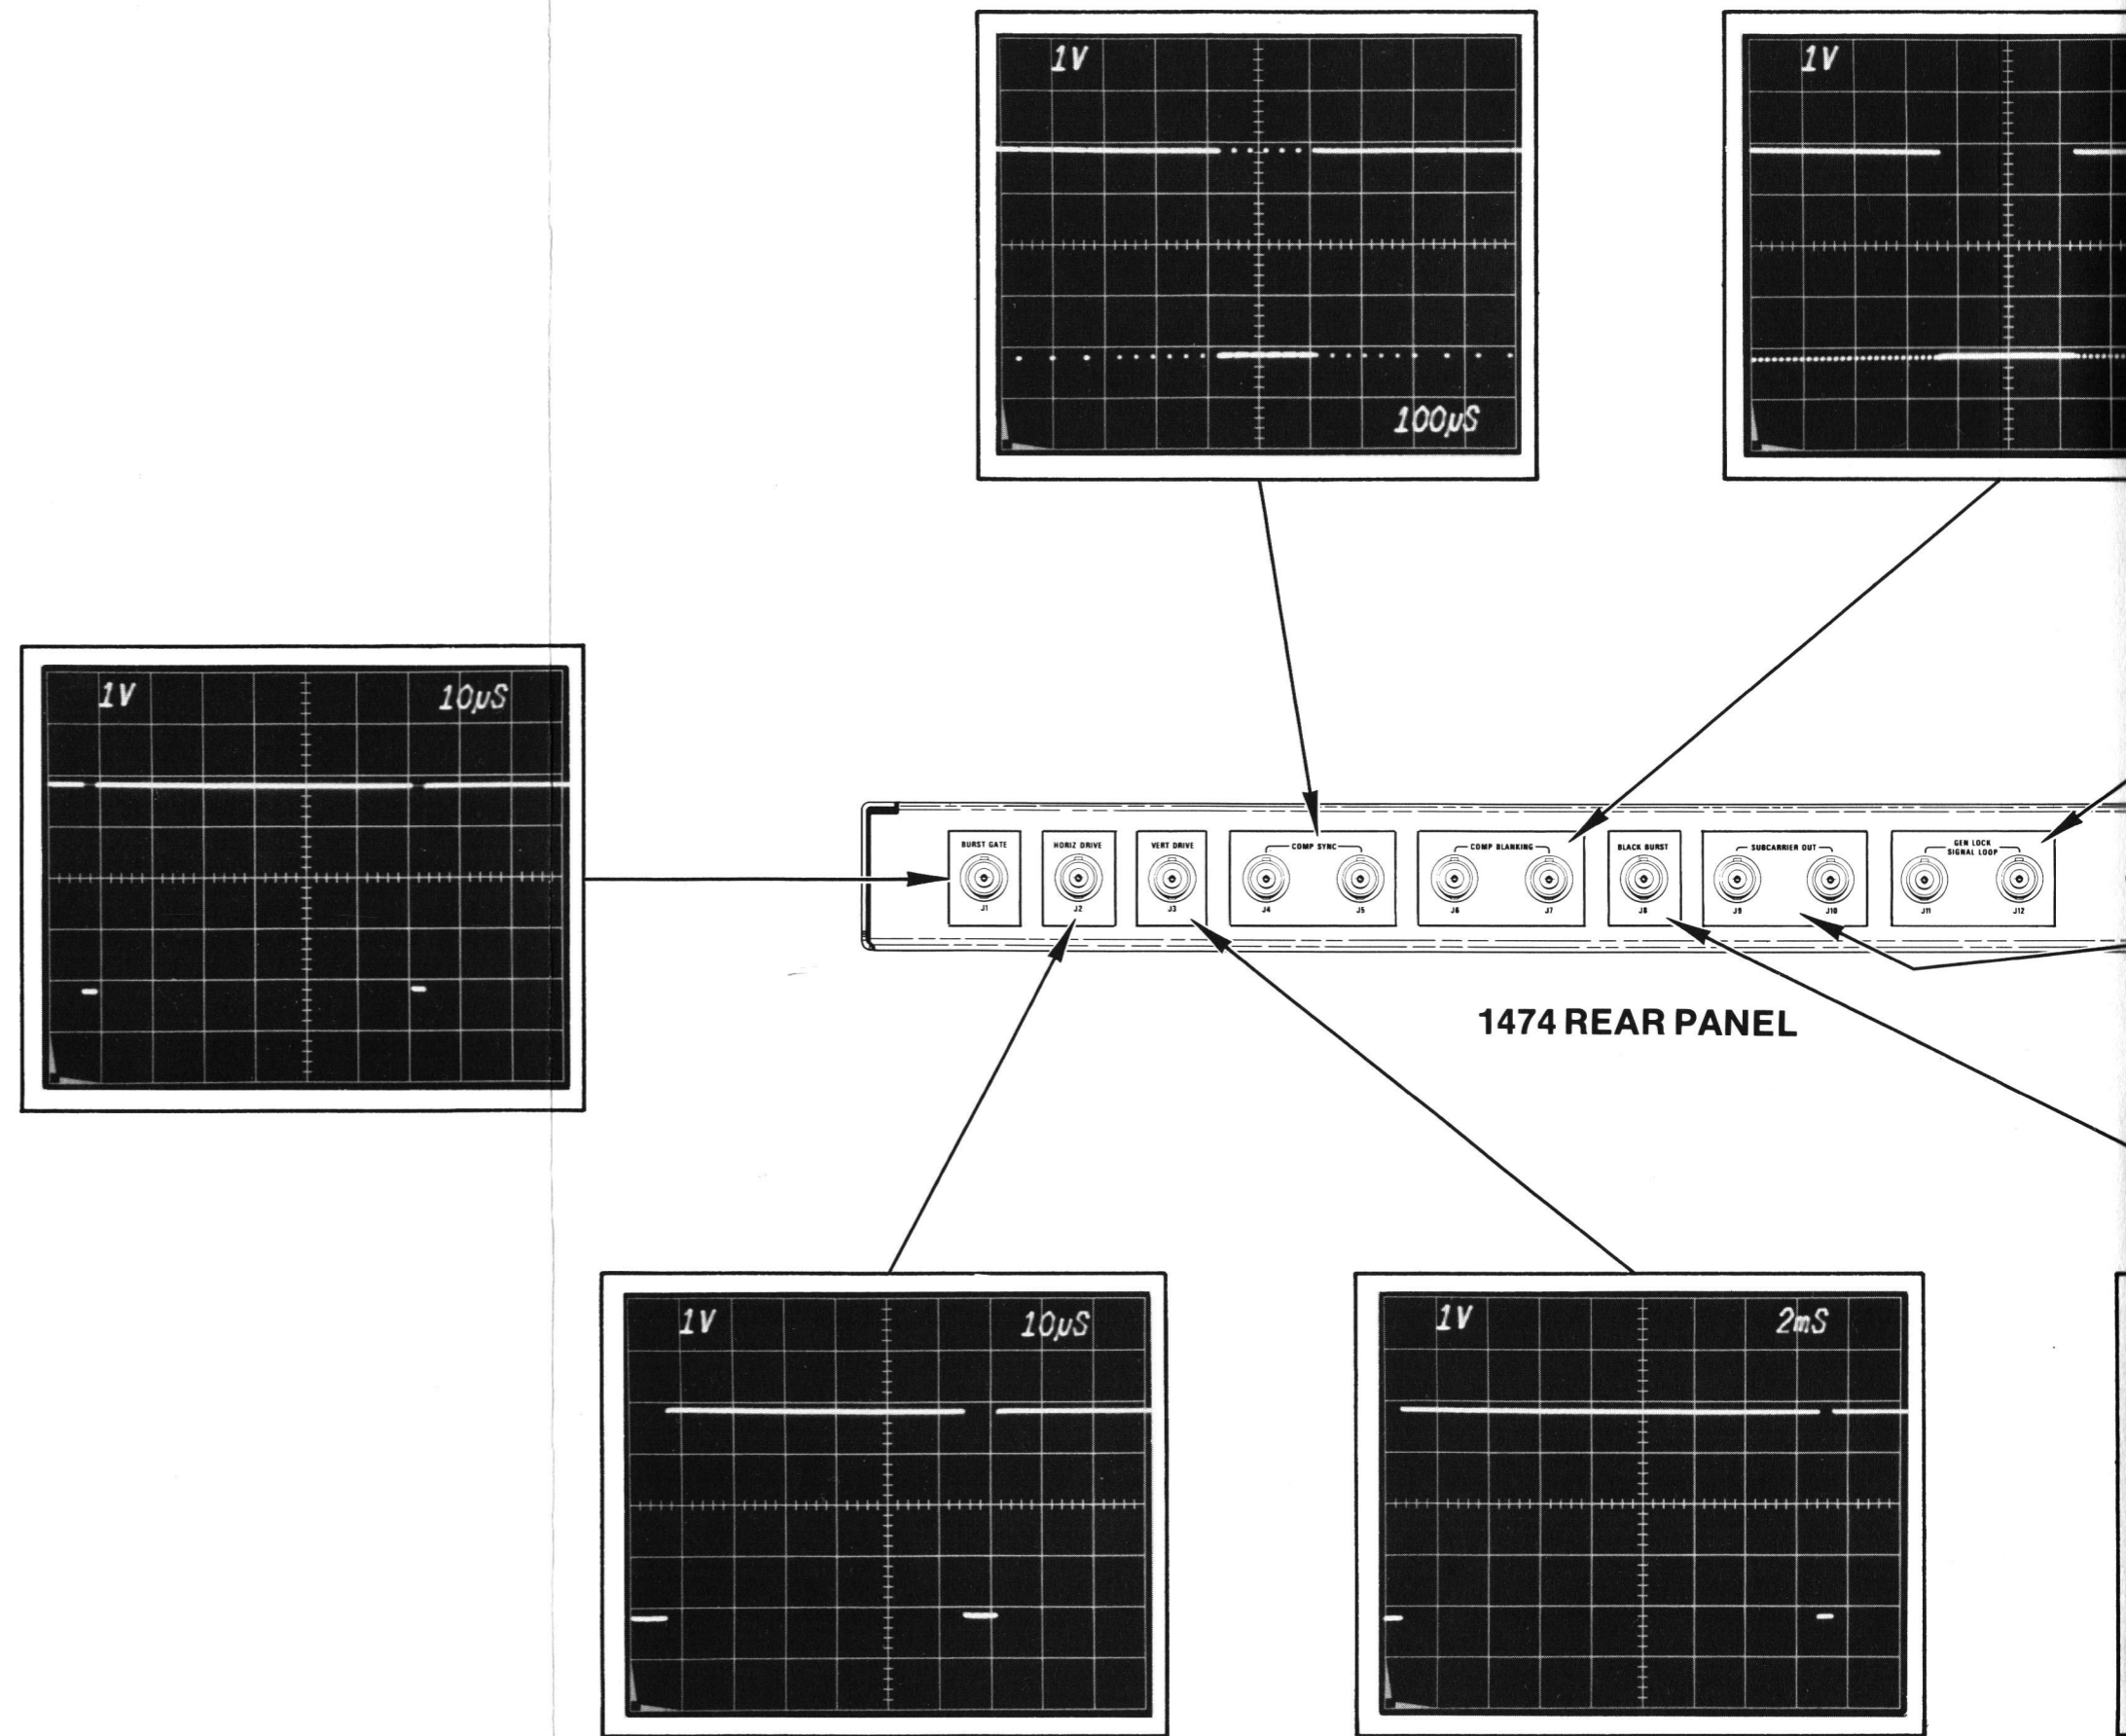 1V
100µS
1V
1V 10µS
BURST GATE
J1
HORIZ DRIVE
J2
VERT DRIVE
J3
COMP SYNC
J4 J5
COMP BLANKING
J6 J7
BLACK BURST
J8
SUBCARRIER OUT
J9 J10
GEN LOCK
SIGNAL LOOP
J11 J12
1474 REAR PANEL
1V 10µS
1V 2mS